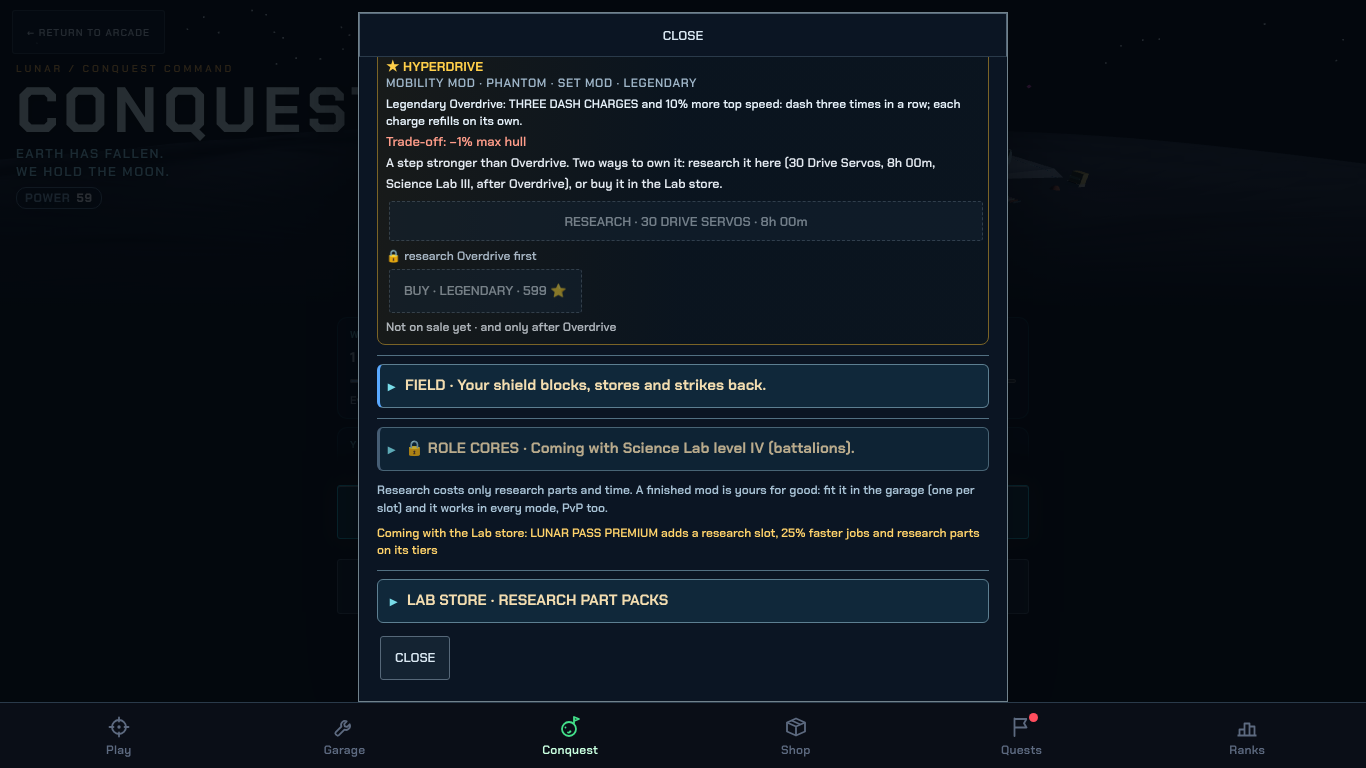 CLOSE
← RETURN TO ARCADE
LUNAR / CONQUEST COMMAND
CONQUEST
EARTH HAS FALLEN.
WE HOLD THE MOON.
POWER 59
★ HYPERDRIVE
MOBILITY MOD · PHANTOM · SET MOD · LEGENDARY
Legendary Overdrive: THREE DASH CHARGES and 10% more top speed: dash three times in a row; each
charge refills on its own.
Trade-off: −1% max hull
A step stronger than Overdrive. Two ways to own it: research it here (30 Drive Servos, 8h 00m,
Science Lab III, after Overdrive), or buy it in the Lab store.
RESEARCH · 30 DRIVE SERVOS · 8h 00m
🔒 research Overdrive first
BUY · LEGENDARY · 599 ⭐
Not on sale yet · and only after Overdrive
▸ FIELD · Your shield blocks, stores and strikes back.
▸ 🔒 ROLE CORES · Coming with Science Lab level IV (battalions).
Research costs only research parts and time. A finished mod is yours for good: fit it in the garage (one per
slot) and it works in every mode, PvP too.
Coming with the Lab store: LUNAR PASS PREMIUM adds a research slot, 25% faster jobs and research parts
on its tiers
▸ LAB STORE · RESEARCH PART PACKS
CLOSE
Play
Garage
Conquest
Shop
Quests
Ranks